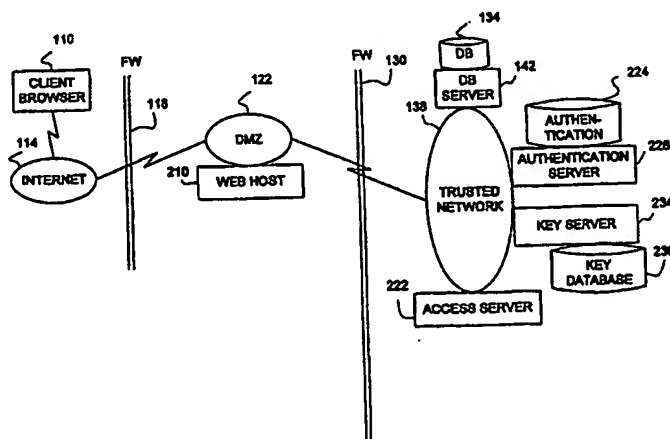 110
CLIENT
BROWSER
114
INTERNET
FW
118
122
DMZ
210
WEB HOST
FW
130
134
DB
DB
SERVER
142
138
TRUSTED
NETWORK
224
AUTHEN-
TICATION
AUTHENTICATION
SERVER
228
KEY SERVER
234
KEY
DATABASE
222
ACCESS SERVER